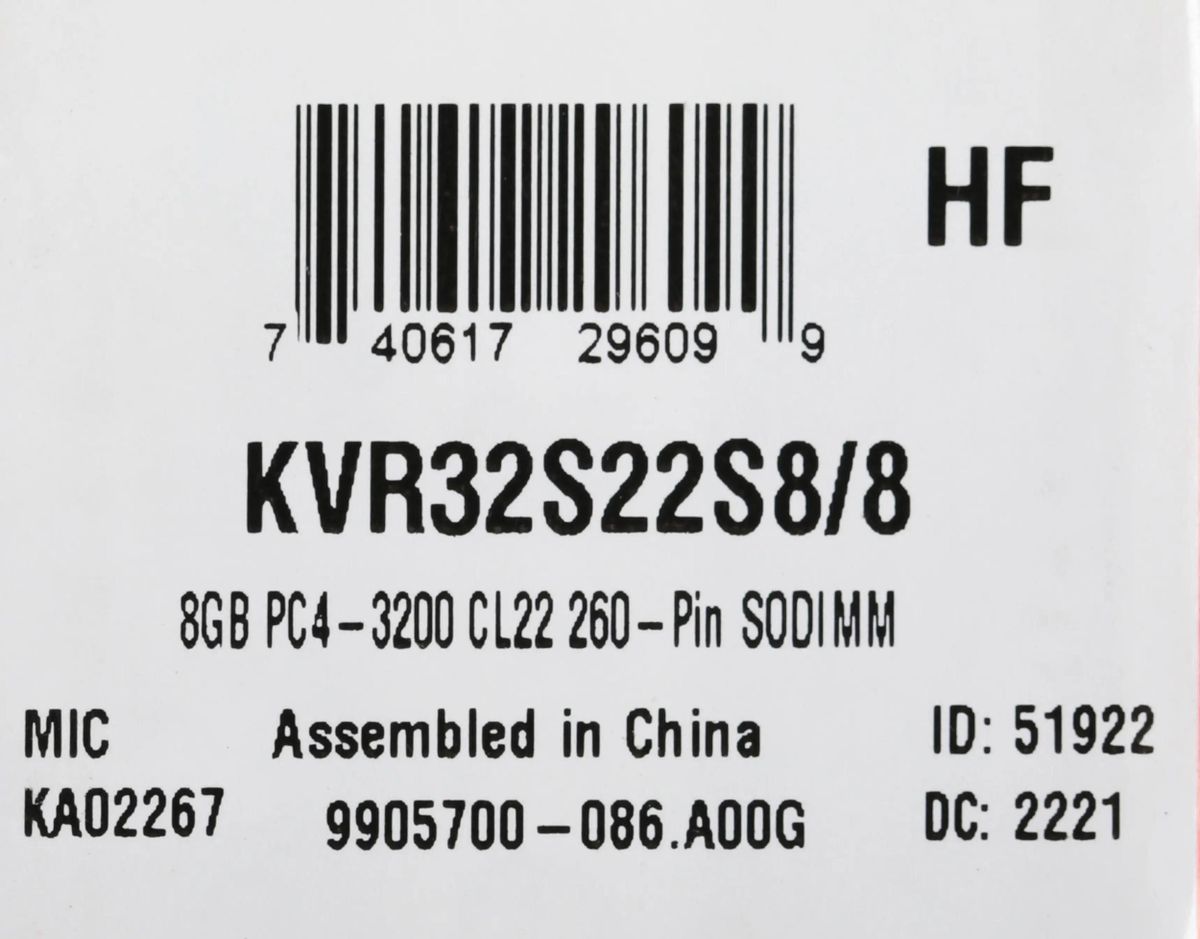 HF
7 40617 29609 9
KVR32S22S8/8
8GB PC4-3200 CL22 260-Pin SODIMM
MIC Assembled in China ID: 51922
KA02267 9905700-086.A00G DC: 2221